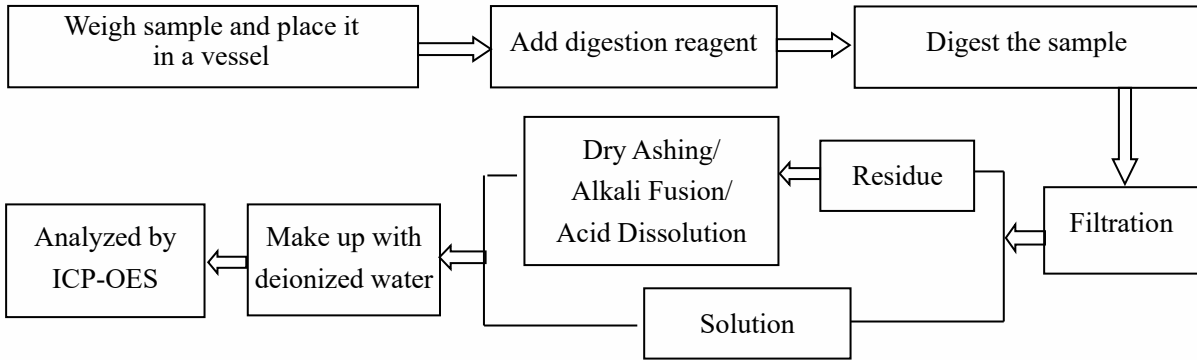 Weigh sample and place it
in a vessel
Add digestion reagent
Digest the sample
Filtration
Residue
Dry Ashing/
Alkali Fusion/
Acid Dissolution
Solution
Make up with
deionized water
Analyzed by
ICP-OES